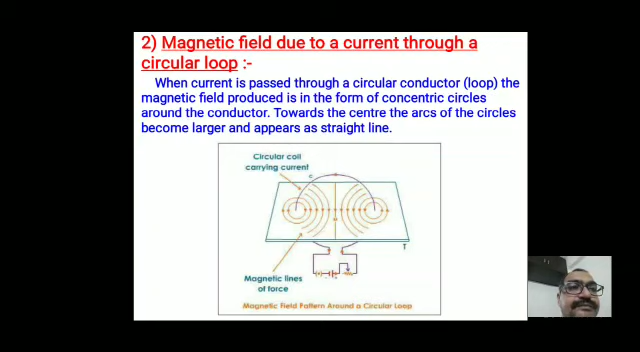 2) Magnetic field due to a current through a
circular loop :-
When current is passed through a circular conductor (loop) the
magnetic field produced is in the form of concentric circles
around the conductor. Towards the centre the arcs of the circles
become larger and appears as straight line.
Circular coil
carrying current
C
T
Magnetic lines
of force
Magnetic Field Pattern Around a Circular Loop